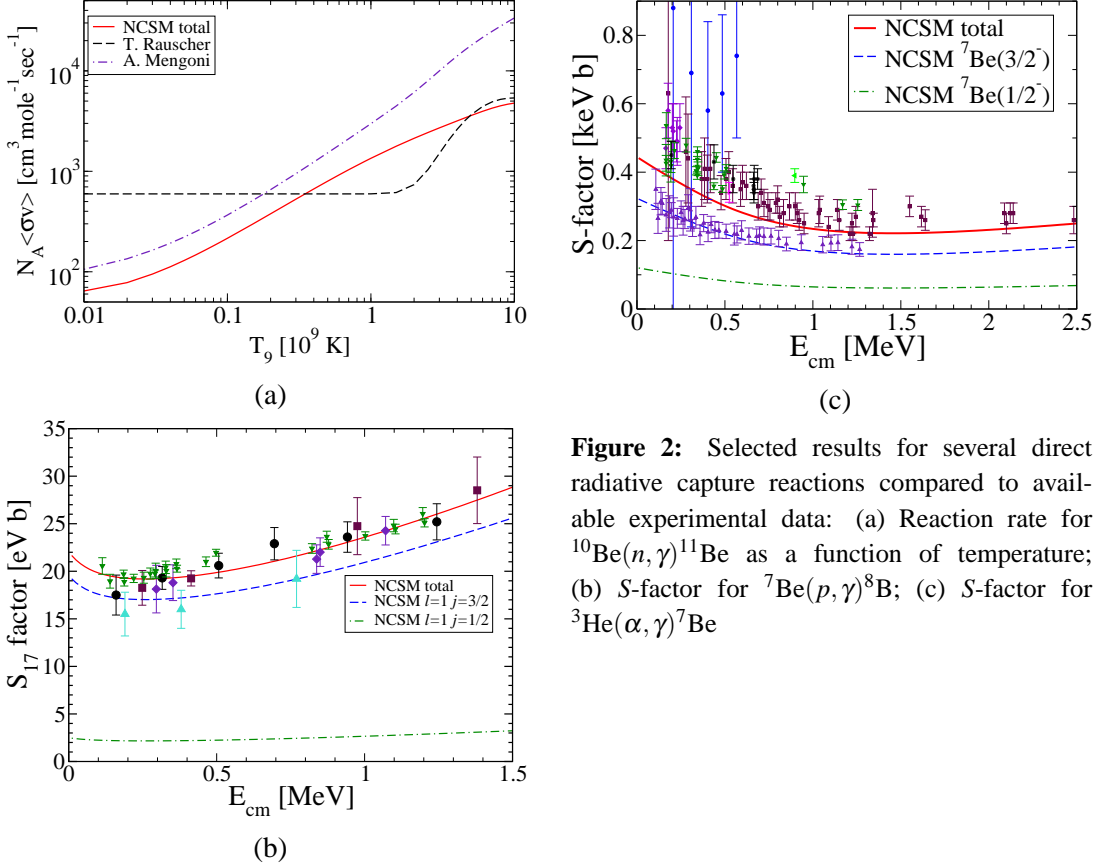 NCSM total
T. Rauscher
A. Mengoni
10^4
10^3
10^2
N_A<σv> [cm^3 mole^-1 sec^-1]
0.01
0.1
1
10
T_9 [10^9 K]
(a)
NCSM total
NCSM ^7Be(3/2^-)
NCSM ^7Be(1/2^-)
0.8
0.6
0.4
0.2
0
S-factor [keV b]
0
0.5
1
1.5
2
2.5
E_cm [MeV]
(c)
35
30
25
20
15
10
5
0
S_17 factor [eV b]
NCSM total
NCSM l=1 j=3/2
NCSM l=1 j=1/2
0
0.5
1
1.5
E_cm [MeV]
(b)
Figure 2: Selected results for several direct
radiative capture reactions compared to avail-
able experimental data: (a) Reaction rate for
^10Be(n,γ)^11Be as a function of temperature;
(b) S-factor for ^7Be(p,γ)^8B; (c) S-factor for
^3He(α,γ)^7Be